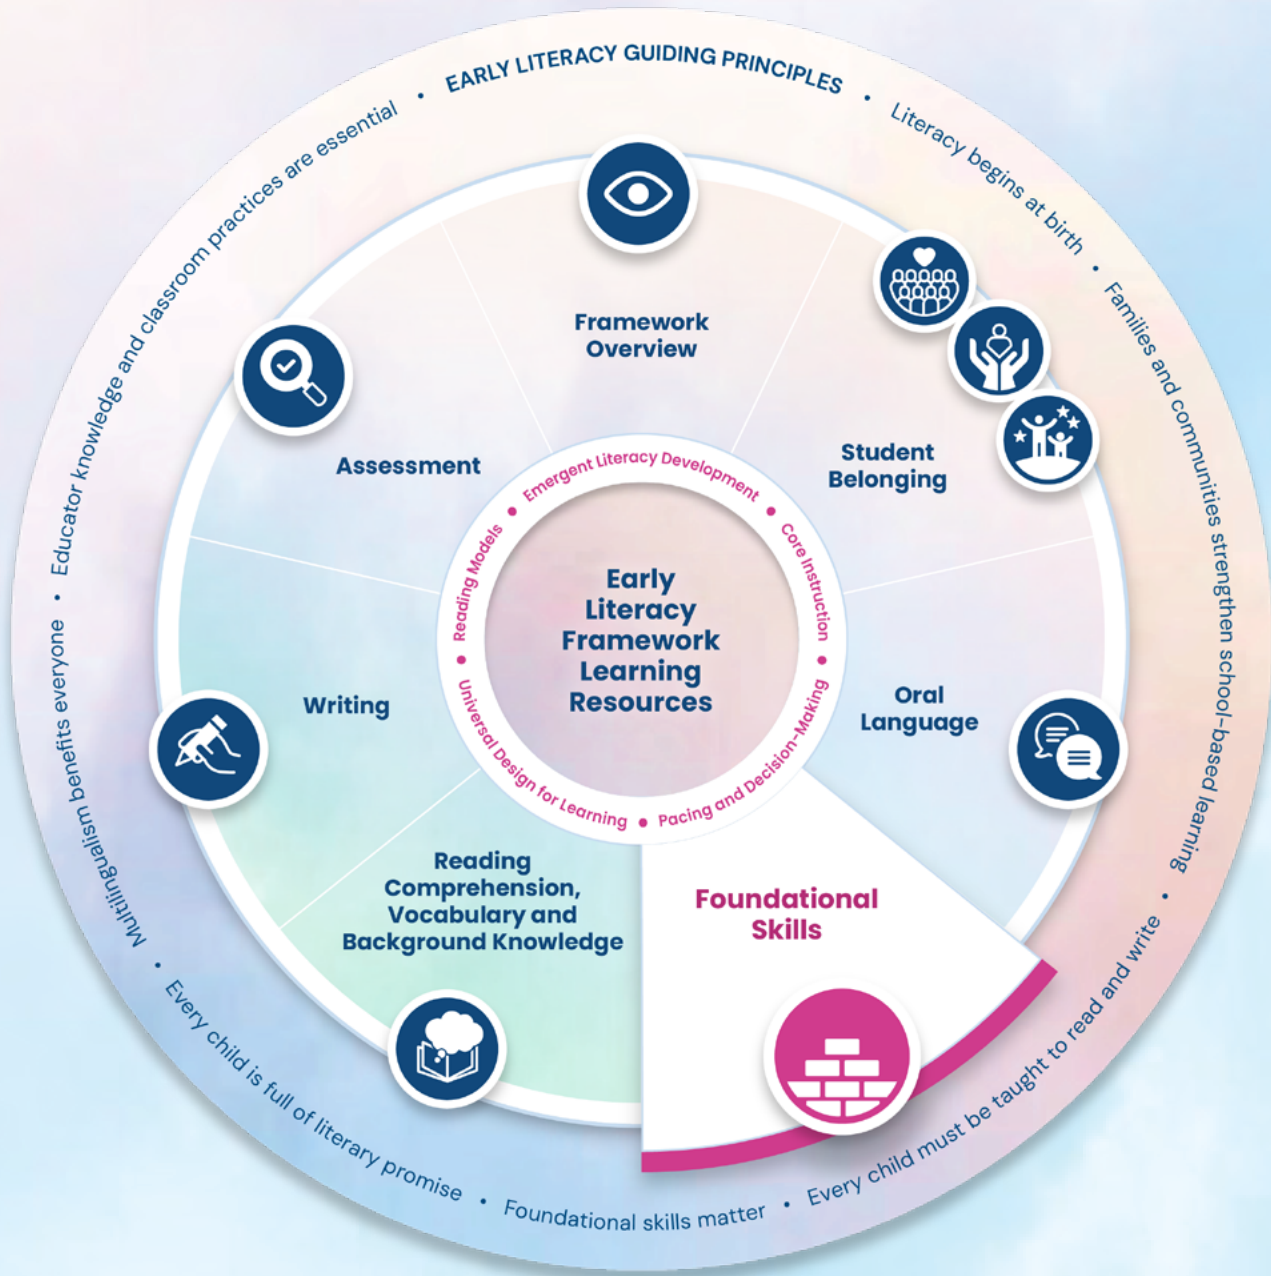 EARLY LITERACY GUIDING PRINCIPLES
• Literacy begins at birth
• Families and communities strengthen school-based learning
• Every child must be taught to read and write
• Foundational skills matter
• Every child is full of literary promise
• Multilingualism benefits everyone
• Educator knowledge and classroom practices are essential •
Framework
Overview
Student
Belonging
Oral
Language
Foundational
Skills
Reading
Comprehension,
Vocabulary and
Background Knowledge
Writing
Assessment
Emergent Literacy Development
• Core Instruction
• Pacing and Decision-Making
• Universal Design for Learning
• Reading Models •
Early
Literacy
Framework
Learning
Resources